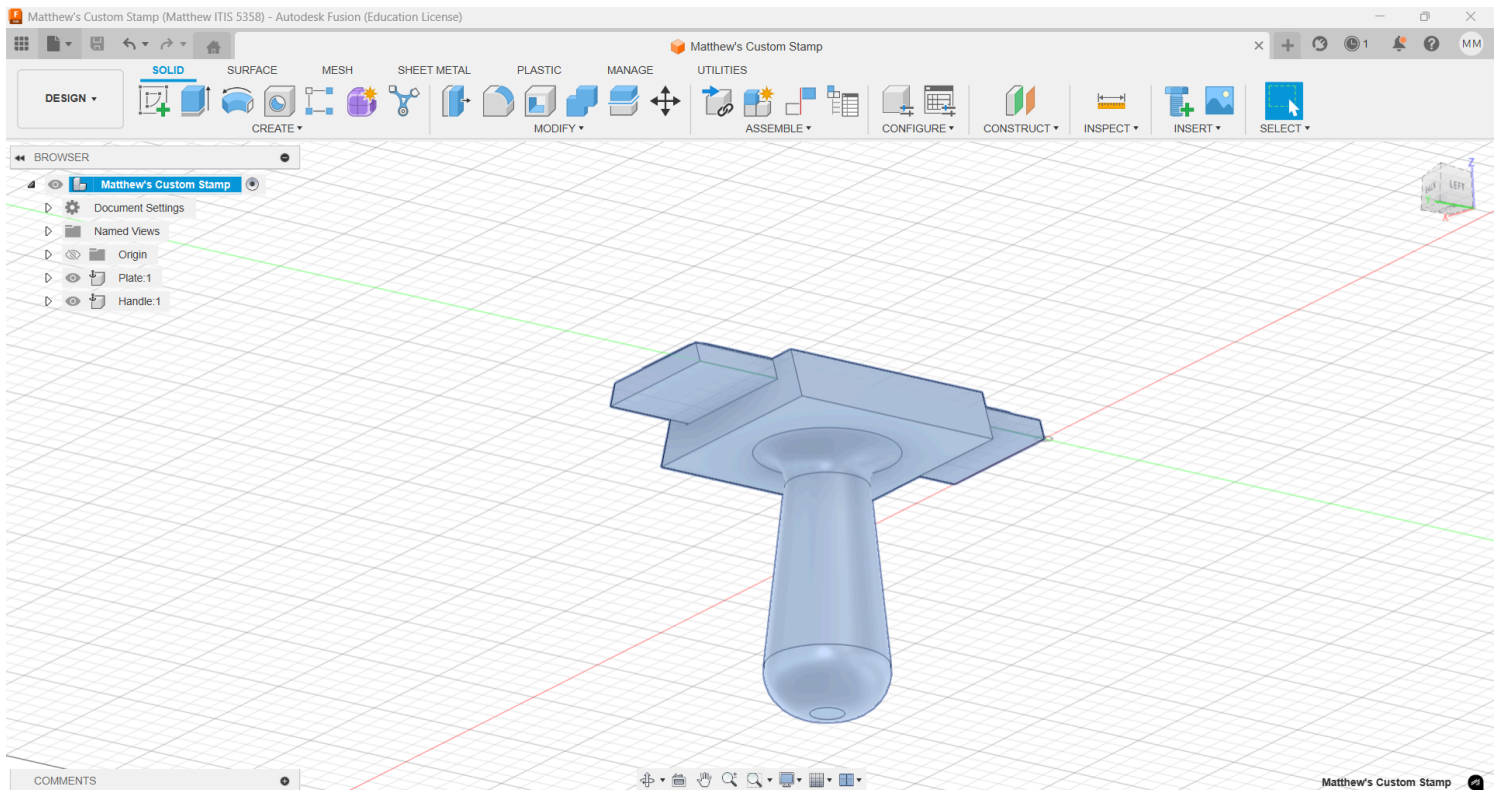 Matthew's Custom Stamp (Matthew ITIS 5358) - Autodesk Fusion (Education License)
Matthew's Custom Stamp
1
MM
SOLID SURFACE MESH SHEET METAL PLASTIC MANAGE UTILITIES
DESIGN
CREATE MODIFY ASSEMBLE CONFIGURE CONSTRUCT INSPECT INSERT SELECT
BROWSER
Matthew's Custom Stamp
Document Settings
Named Views
Origin
Plate:1
Handle:1
Z
LEFT
Y
X
COMMENTS
Matthew's Custom Stamp